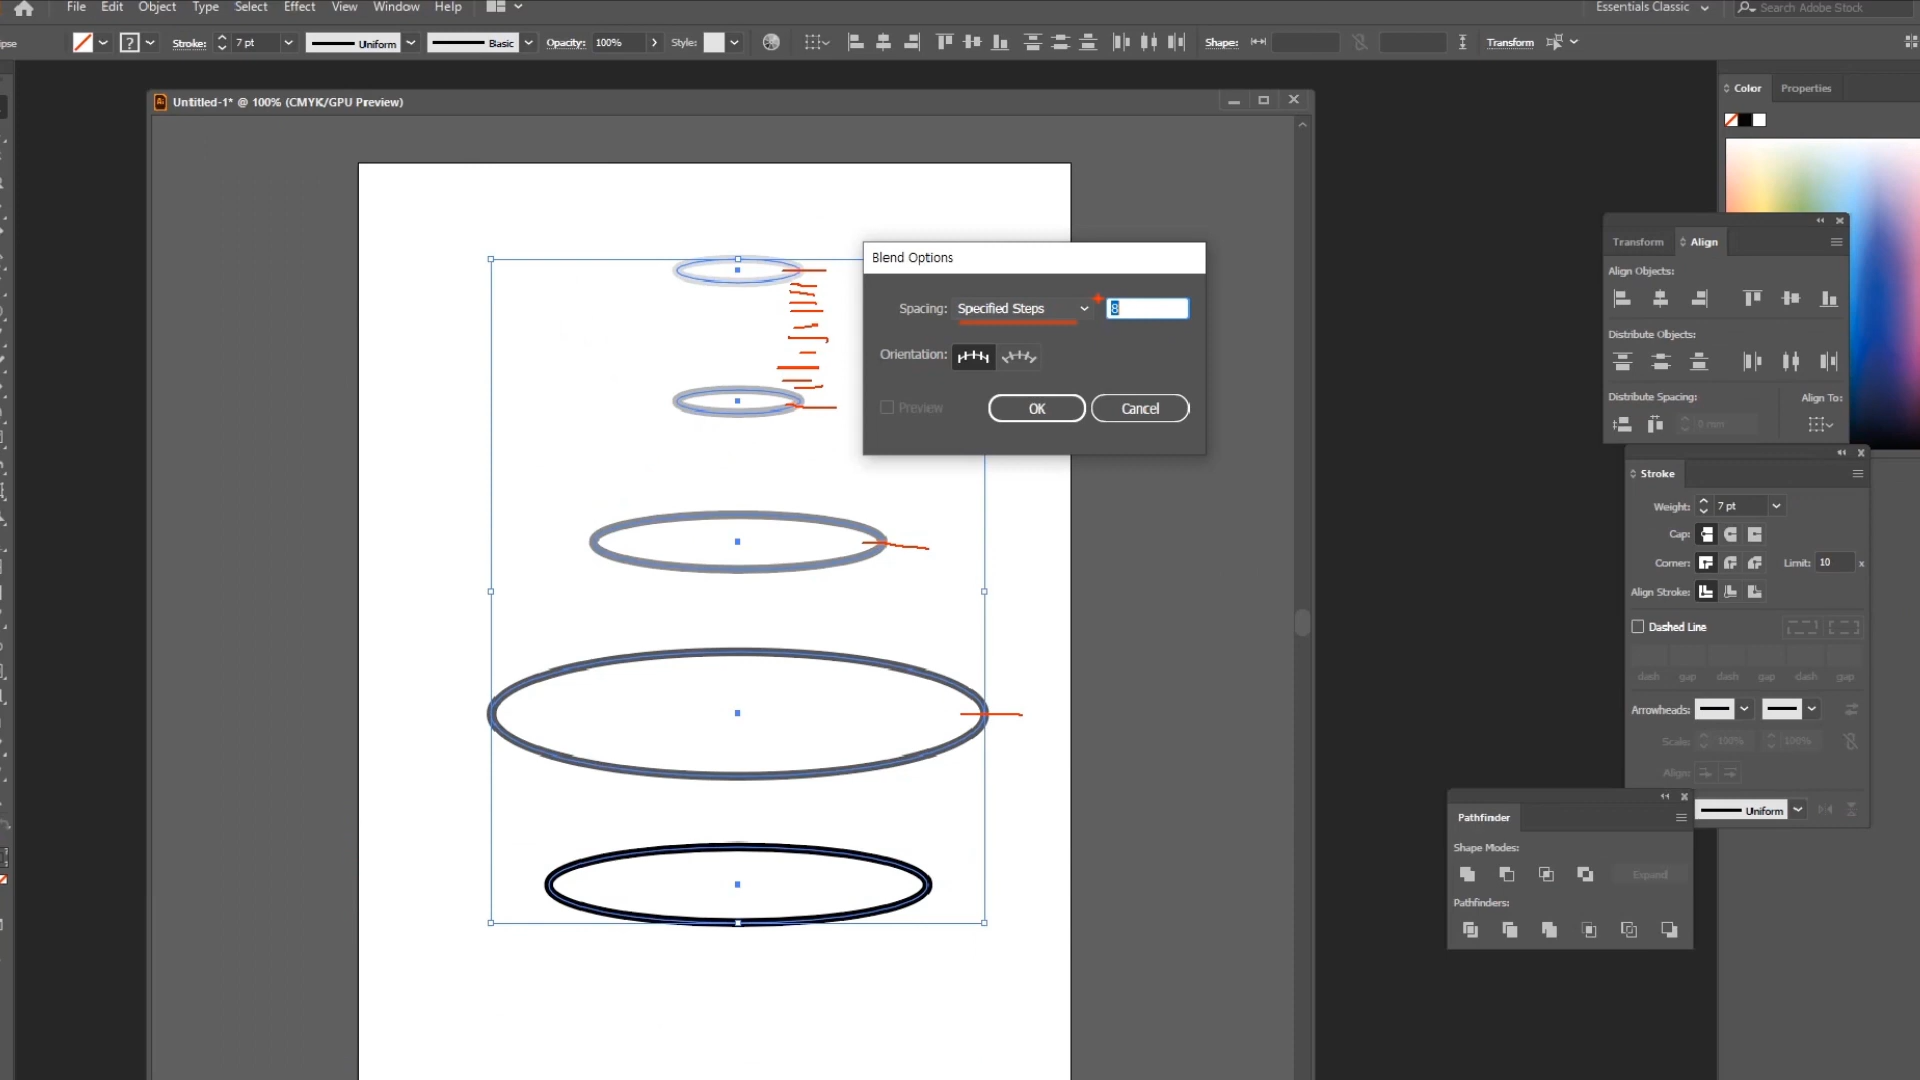 File Edit Object Type Select Effect View Window Help
Essentials Classic
Search Adobe Stock
Stroke: 7 pt Uniform Basic Opacity: 100% Style: Shape: Transform
Untitled-1* @ 100% (CMYK/GPU Preview)
Color Properties
Blend Options
Spacing: Specified Steps 8
Orientation:
Preview OK Cancel
Transform Align
Align Objects:
Distribute Objects:
Distribute Spacing: Align To:
0 mm
Stroke
Weight: 7 pt
Cap:
Corner: Limit: 10 x
Align Stroke:
Dashed Line
dash gap dash gap dash gap
Arrowheads:
Scale: 100% 100%
Align:
Uniform
Pathfinder
Shape Modes:
Expand
Pathfinders: